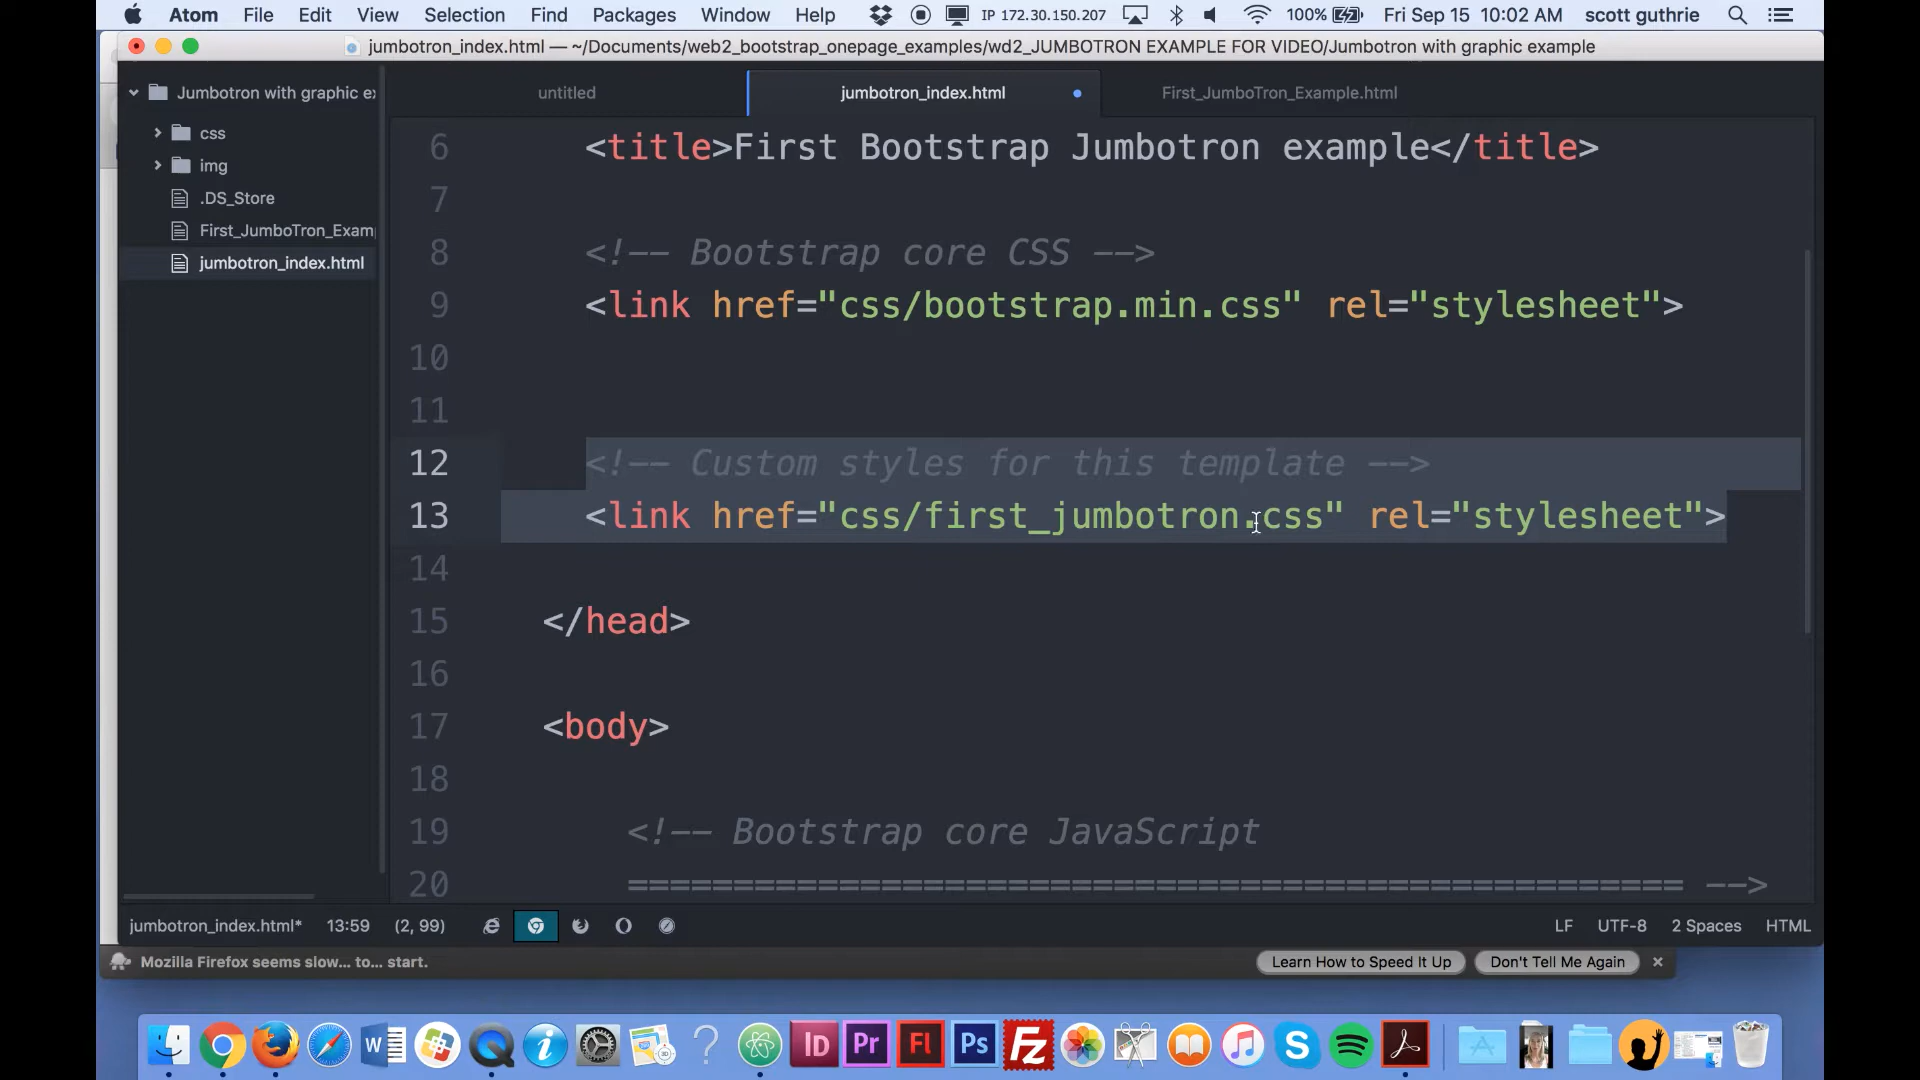 Atom File Edit View Selection Find Packages Window Help IP 172.30.150.207 100% Fri Sep 15 10:02 AM scott guthrie
jumbotron_index.html — ~/Documents/web2_bootstrap_onepage_examples/wd2_JUMBOTRON EXAMPLE FOR VIDEO/Jumbotron with graphic example
Jumbotron with graphic ex
untitled jumbotron_index.html First_JumboTron_Example.html
css
img
.DS_Store
First_JumboTron_Exam
jumbotron_index.html
6 <title>First Bootstrap Jumbotron example</title>
7
8 <!-- Bootstrap core CSS -->
9 <link href="css/bootstrap.min.css" rel="stylesheet">
10
11
12 <!-- Custom styles for this template -->
13 <link href="css/first_jumbotron.css" rel="stylesheet">
14
15 </head>
16
17 <body>
18
19 <!-- Bootstrap core JavaScript
20 ================================================== -->
jumbotron_index.html* 13:59 (2, 99) LF UTF-8 2 Spaces HTML
Mozilla Firefox seems slow... to... start. Learn How to Speed It Up Don't Tell Me Again ×
W ? Id Pr Fl Ps Fz S